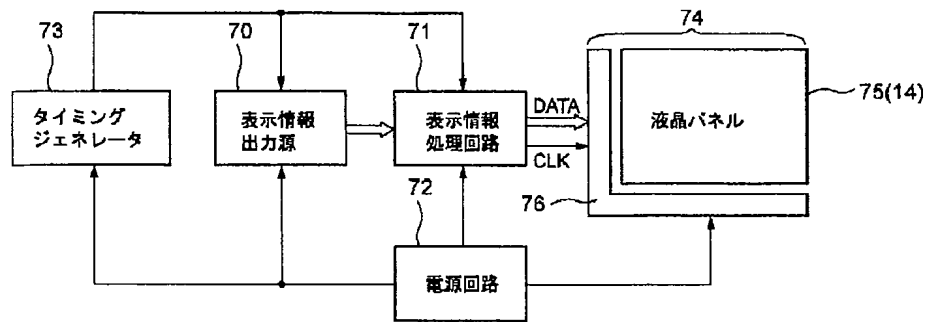 74
73
70
71
75(14)
タイミング
ジェネレータ
表示情報
出力源
表示情報
処理回路
DATA
CLK
液晶パネル
76
72
電源回路